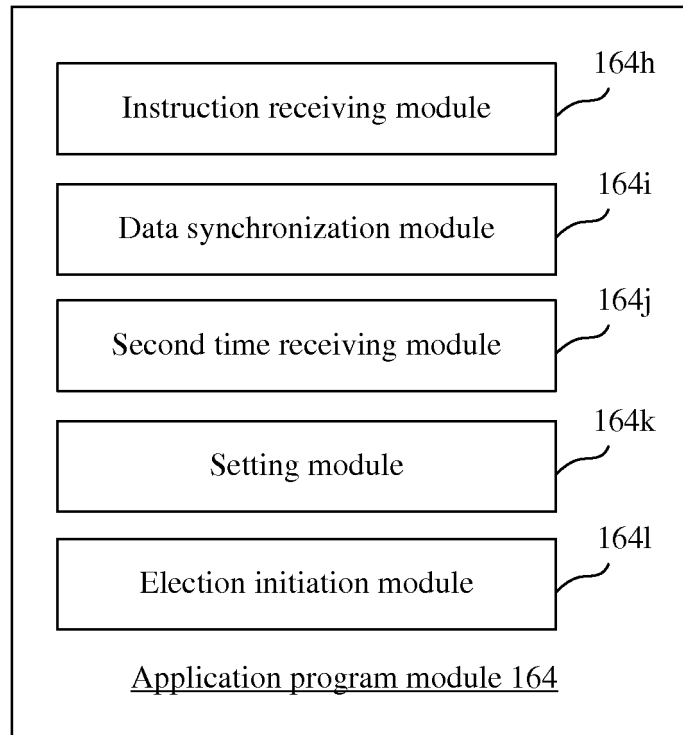 164h
Instruction receiving module
164i
Data synchronization module
164j
Second time receiving module
164k
Setting module
164l
Election initiation module
Application program module 164